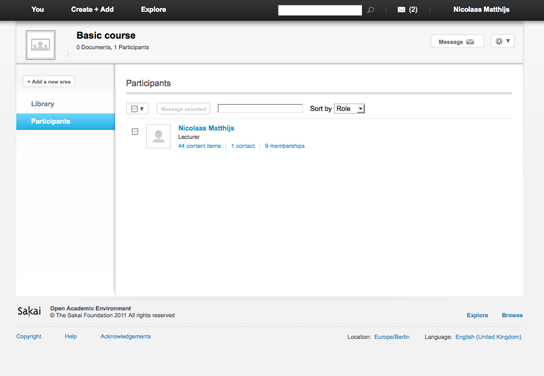 You Create + Add Explore (2) Nicolaas Matthijs
Basic course
0 Documents, 1 Participants
Message
+ Add a new area
Library
Participants
Participants
Message selected Sort by Role
Nicolaas Matthijs
Lecturer
44 content items | 1 contact | 9 memberships
Sakai
Open Academic Environment
© The Sakai Foundation 2011 All rights reserved
Explore Browse
Copyright Help Acknowledgements Location: Europe/Berlin Language: English (United Kingdom)